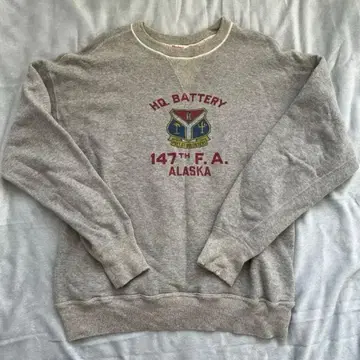 HQ. BATTERY
147TH F. A.
ALASKA